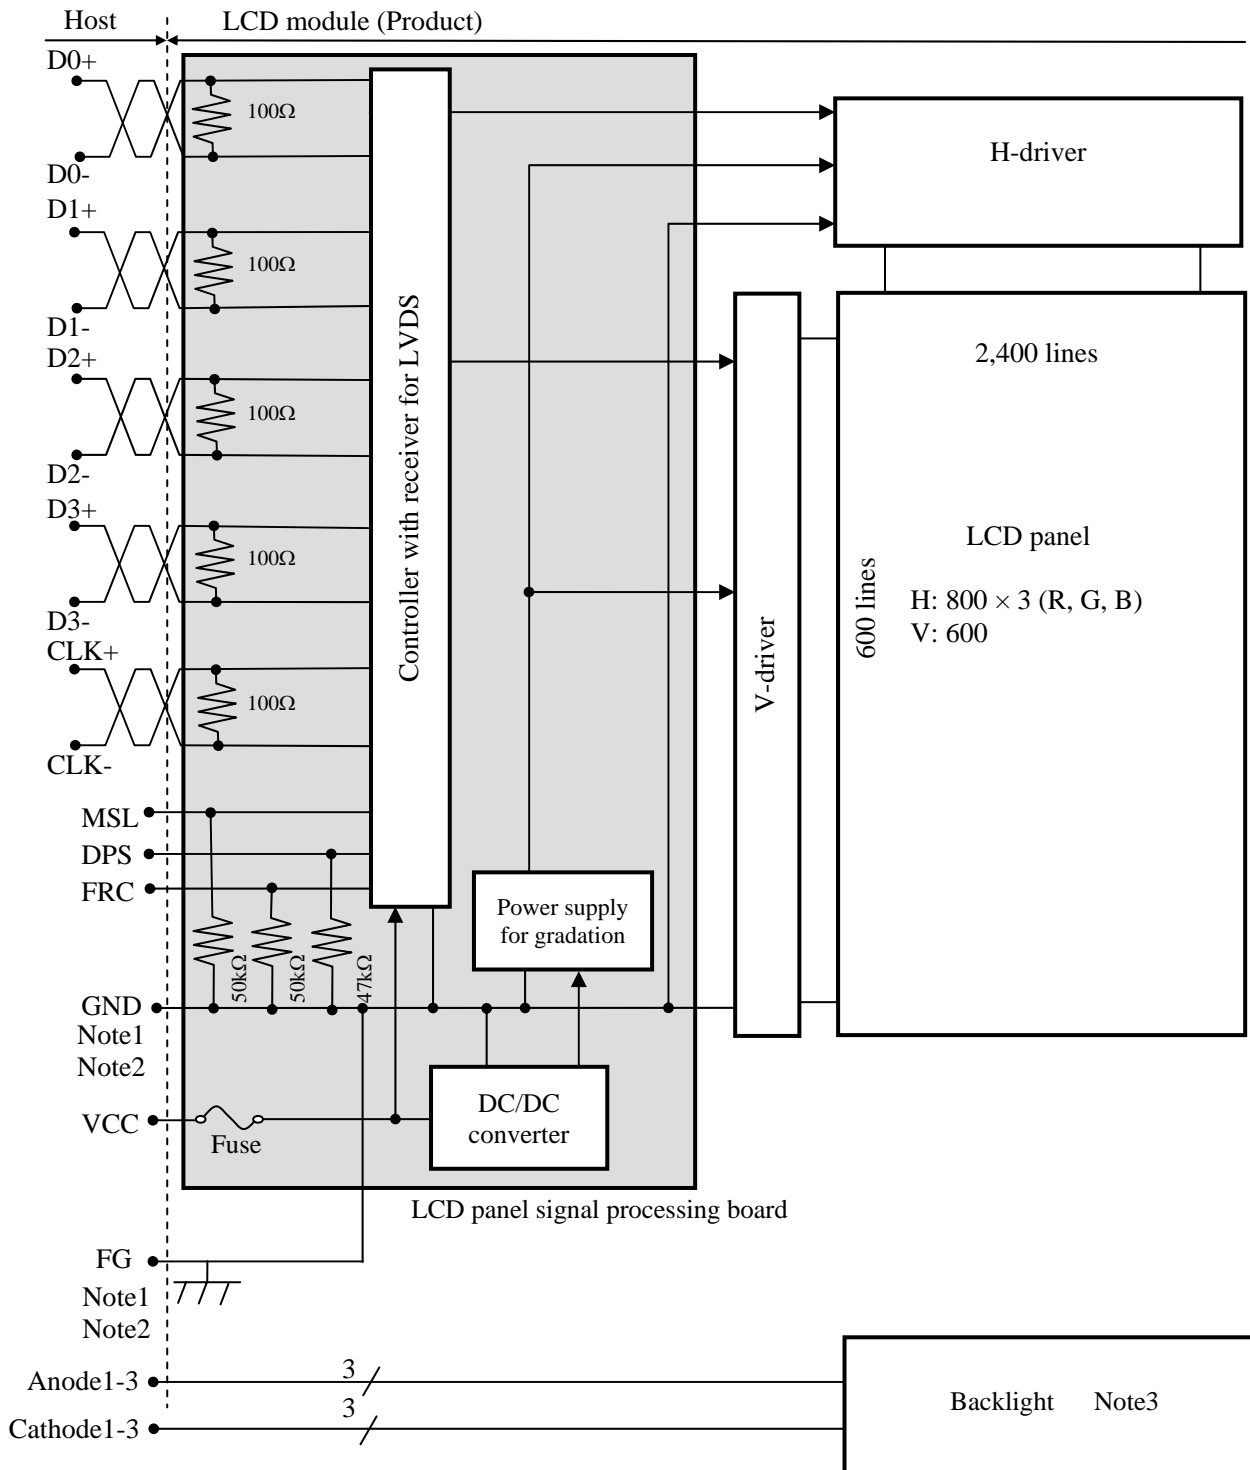 Host
LCD module (Product)
D0+
100Ω
D0-
D1+
100Ω
D1-
D2+
100Ω
D2-
D3+
100Ω
D3-
CLK+
100Ω
CLK-
MSL
DPS
FRC
50kΩ
50kΩ
47kΩ
GND
Note1
Note2
VCC
Fuse
FG
Note1
Note2
Anode1-3
3
Cathode1-3
3
Controller with receiver for LVDS
Power supply
for gradation
DC/DC
converter
LCD panel signal processing board
H-driver
V-driver
2,400 lines
600 lines
LCD panel
H: 800 × 3 (R, G, B)
V: 600
Backlight Note3